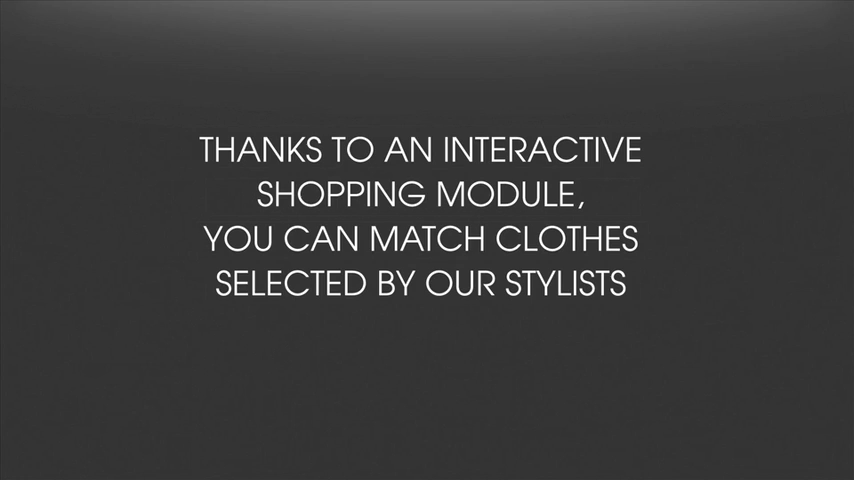 THANKS TO AN INTERACTIVE
SHOPPING MODULE,
YOU CAN MATCH CLOTHES
SELECTED BY OUR STYLISTS